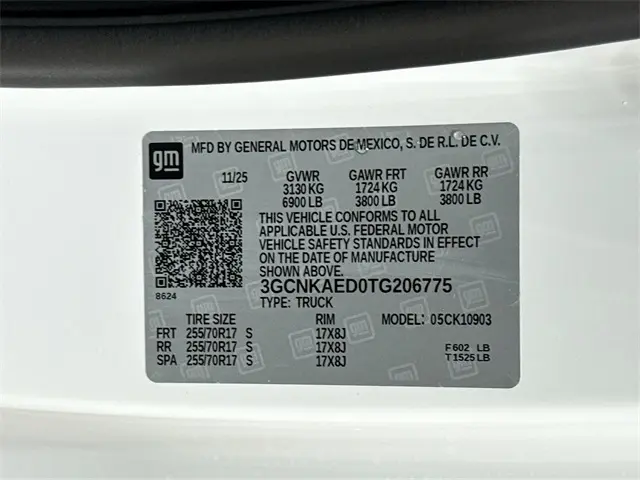 gm
MFD BY GENERAL MOTORS DE MEXICO, S. DE R.L. DE C.V.
11/25 GVWR GAWR FRT GAWR RR
3130 KG 1724 KG 1724 KG
6900 LB 3800 LB 3800 LB
THIS VEHICLE CONFORMS TO ALL
APPLICABLE U.S. FEDERAL MOTOR
VEHICLE SAFETY STANDARDS IN EFFECT
ON THE DATE OF MANUFACTURE
SHOWN ABOVE.
8624
3GCNKAED0TG206775
TYPE: TRUCK
TIRE SIZE RIM MODEL: 05CK10903
FRT 255/70R17 S 17X8J
RR 255/70R17 S 17X8J F 602 LB
SPA 255/70R17 S 17X8J T 1525 LB